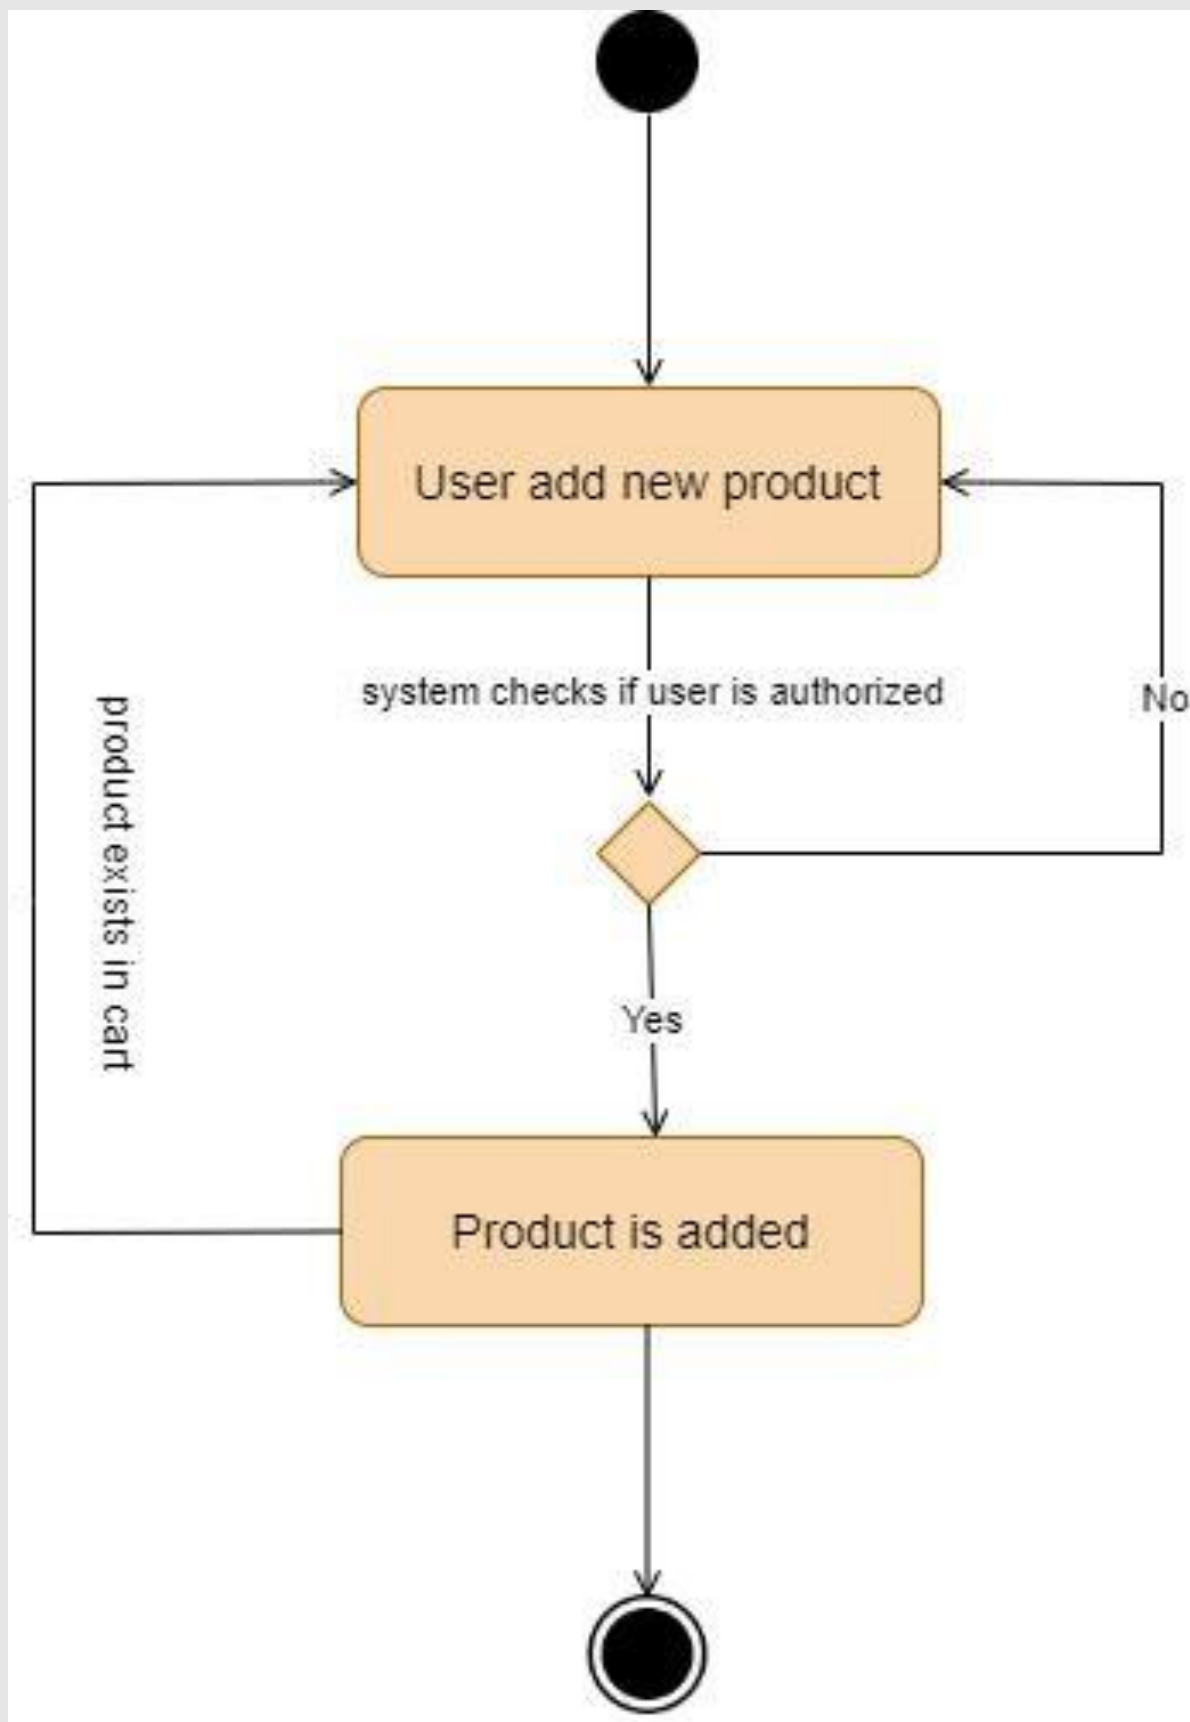 User add new product
system checks if user is authorized
No
product exists in cart
Yes
Product is added